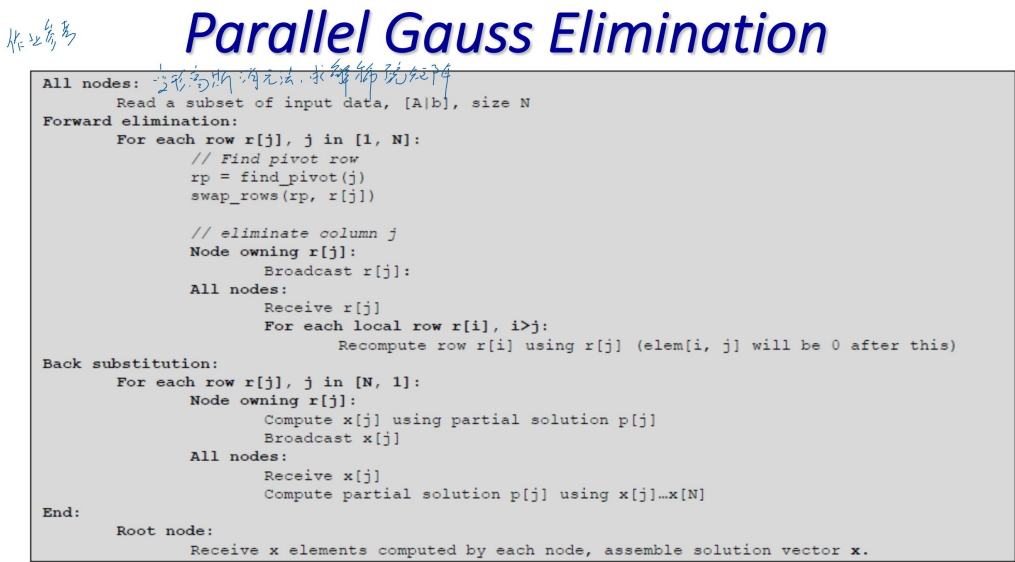 作业参考
Parallel Gauss Elimination
变形高斯消元法.求解稀疏矩阵
All nodes:
Read a subset of input data, [A|b], size N
Forward elimination:
For each row r[j], j in [1, N]:
// Find pivot row
rp = find_pivot(j)
swap_rows(rp, r[j])
// eliminate column j
Node owning r[j]:
Broadcast r[j]:
All nodes:
Receive r[j]
For each local row r[i], i>j:
Recompute row r[i] using r[j] (elem[i, j] will be 0 after this)
Back substitution:
For each row r[j], j in [N, 1]:
Node owning r[j]:
Compute x[j] using partial solution p[j]
Broadcast x[j]
All nodes:
Receive x[j]
Compute partial solution p[j] using x[j]…x[N]
End:
Root node:
Receive x elements computed by each node, assemble solution vector x.